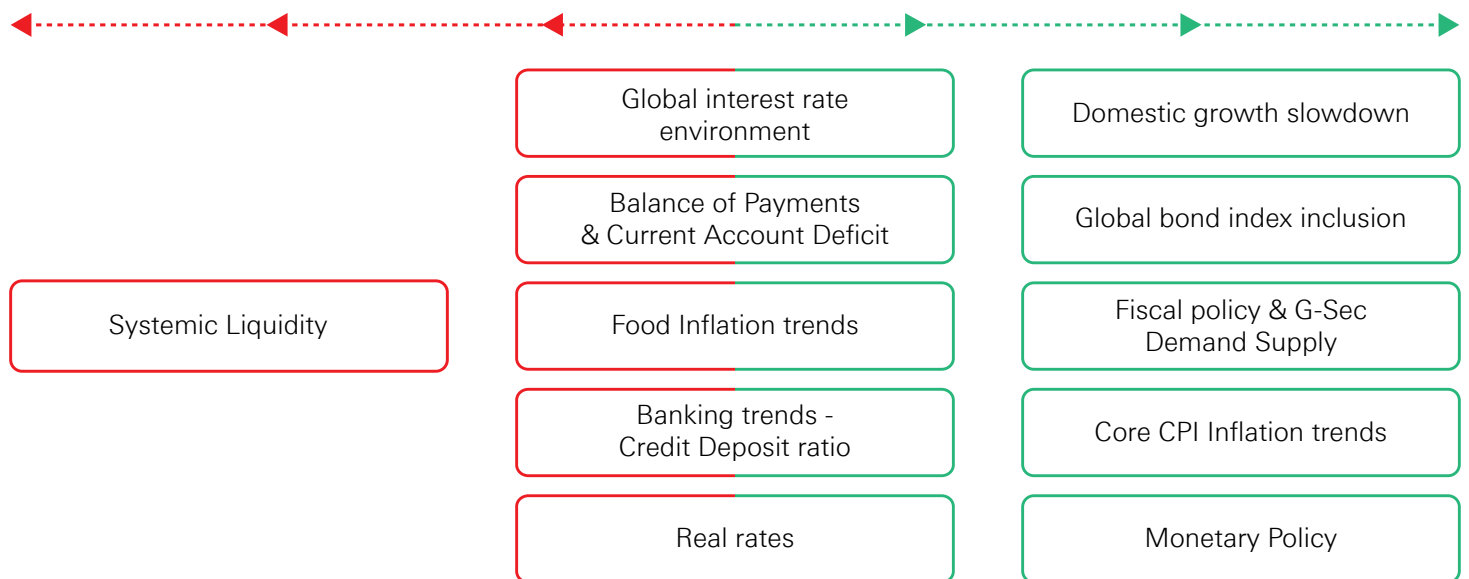 Systemic Liquidity
Global interest rate
environment
Balance of Payments
& Current Account Deficit
Food Inflation trends
Banking trends -
Credit Deposit ratio
Real rates
Domestic growth slowdown
Global bond index inclusion
Fiscal policy & G-Sec
Demand Supply
Core CPI Inflation trends
Monetary Policy